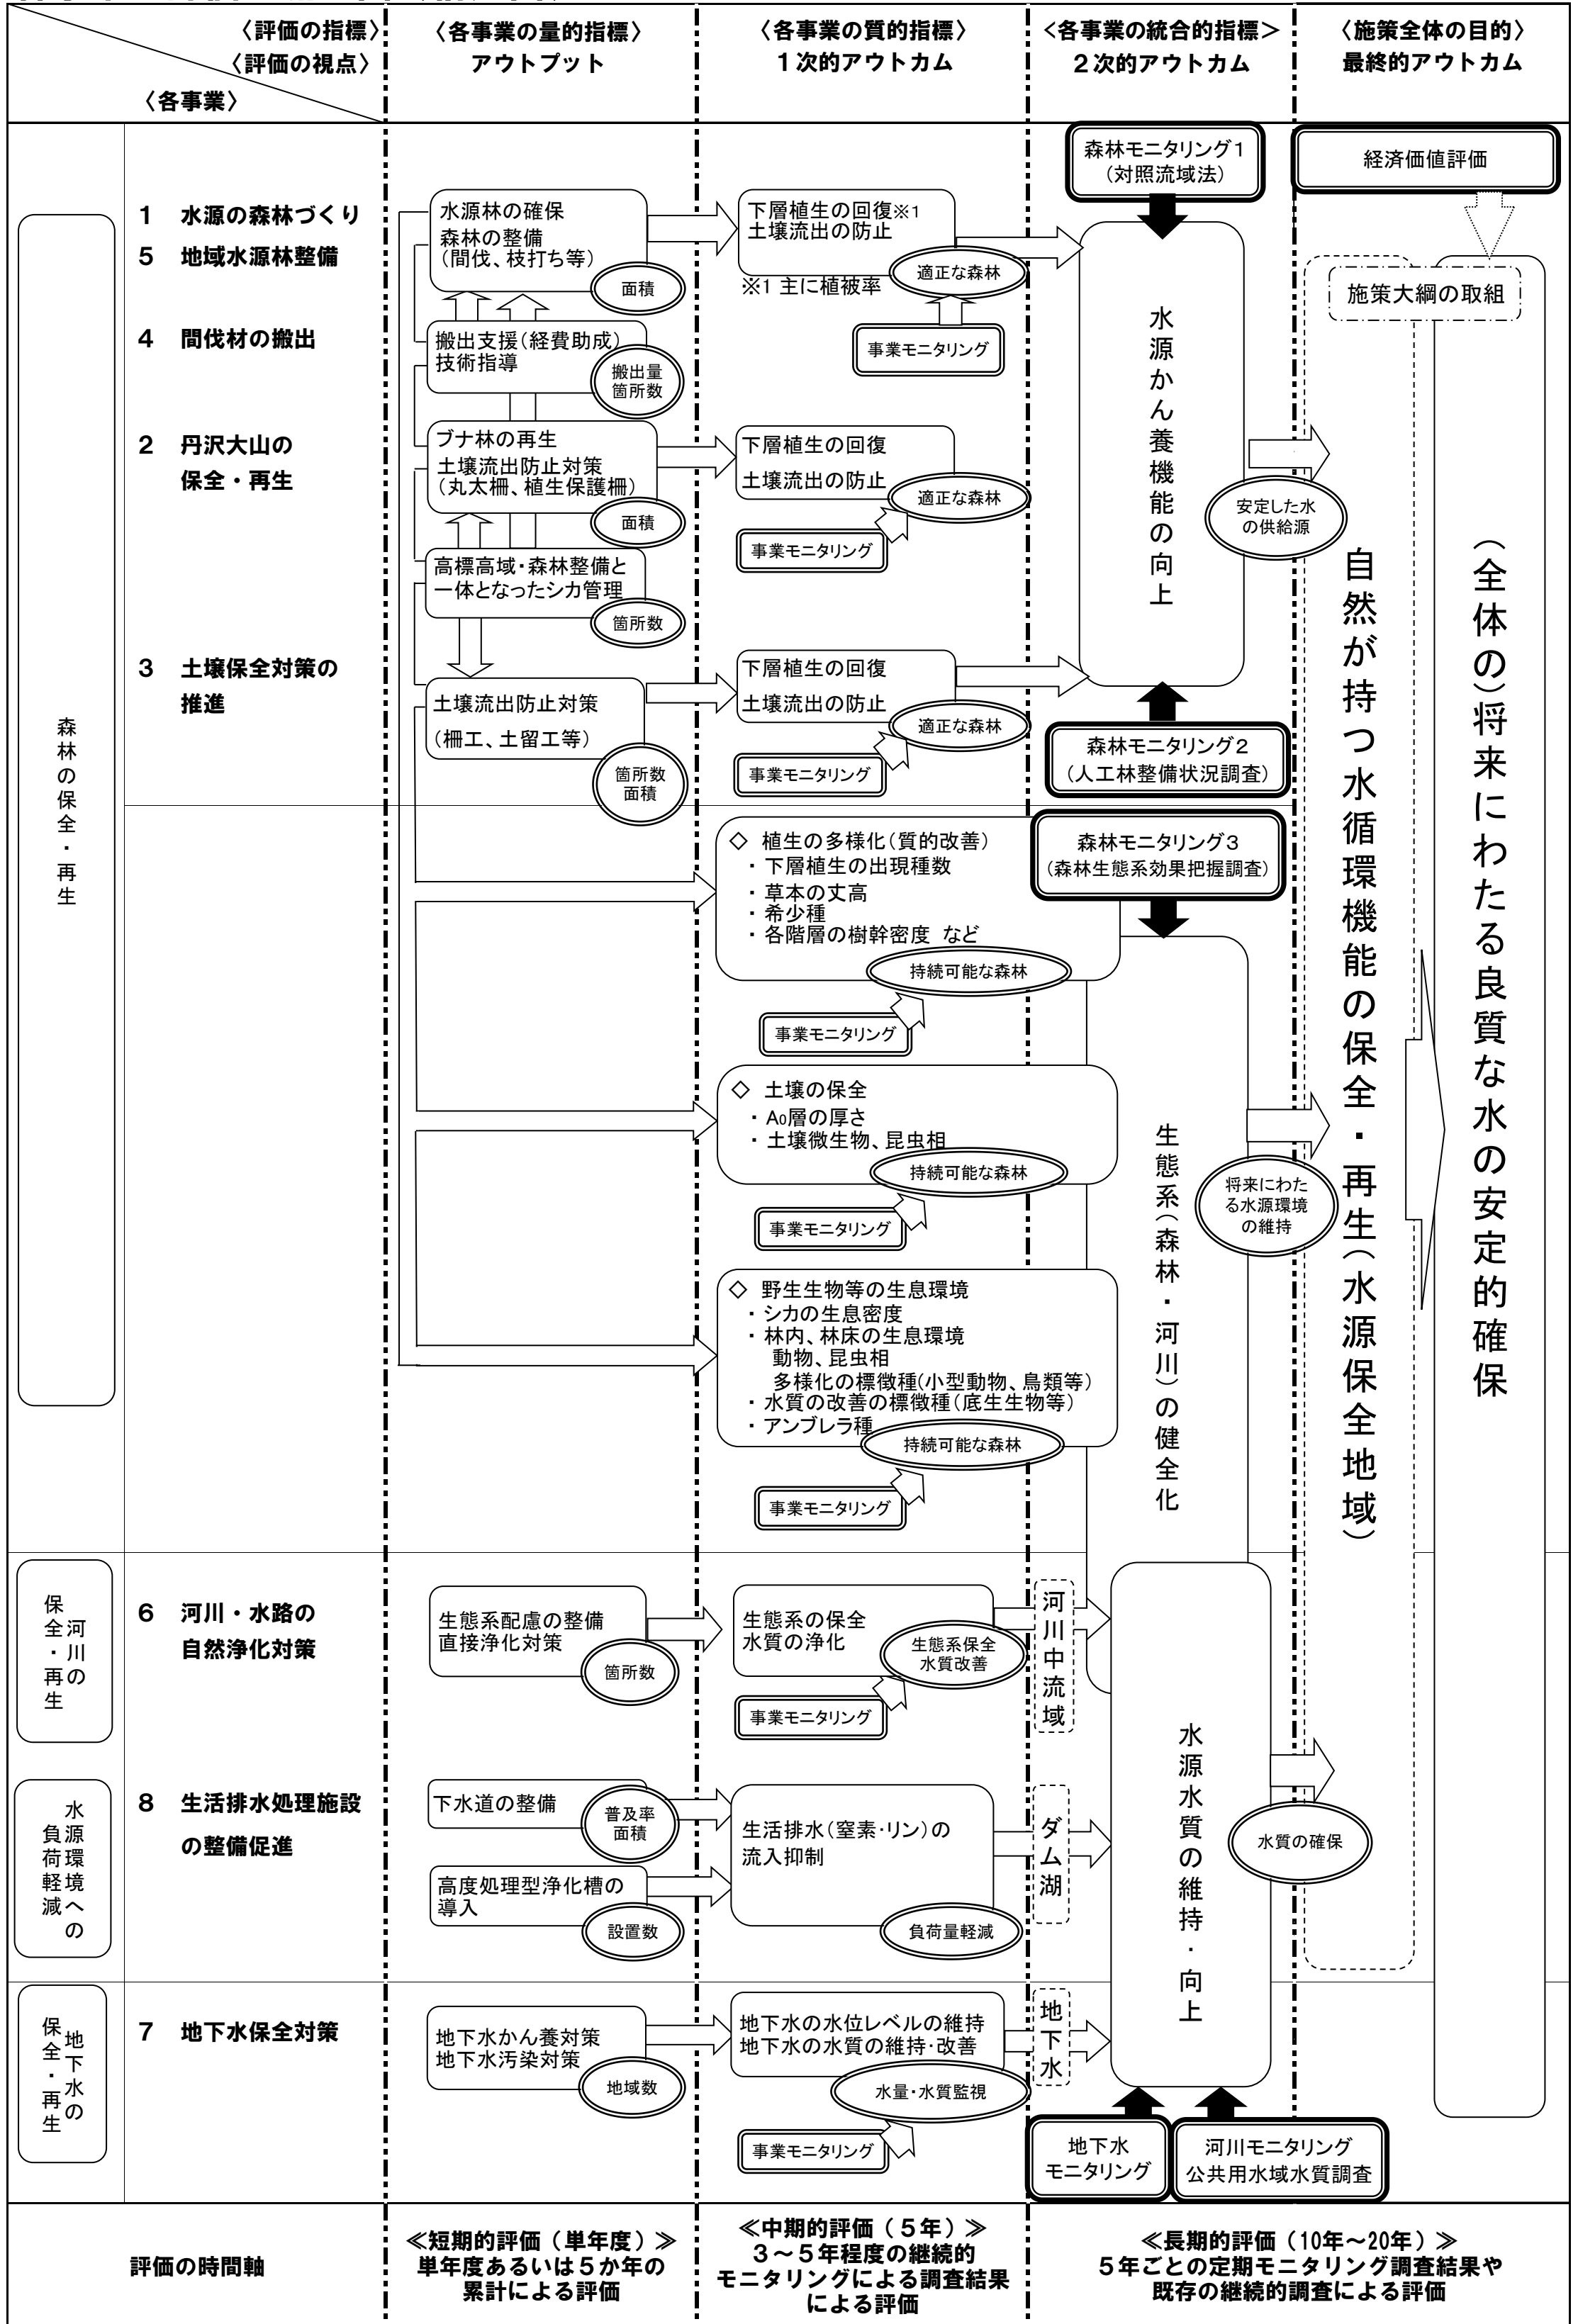 〈評価の指標〉
〈評価の視点〉
〈各事業〉
〈各事業の量的指標〉
アウトプット
〈各事業の質的指標〉
１次的アウトカム
＜各事業の統合的指標＞
２次的アウトカム
〈施策全体の目的〉
最終的アウトカム
森林の保全・再生
1 水源の森林づくり
5 地域水源林整備
4 間伐材の搬出
2 丹沢大山の
保全・再生
3 土壌保全対策の
推進
水源林の確保
森林の整備
（間伐、枝打ち等）
面積
搬出支援（経費助成）
技術指導
搬出量
箇所数
ブナ林の再生
土壌流出防止対策
（丸太柵、植生保護柵）
面積
高標高域・森林整備と
一体となったシカ管理
箇所数
土壌流出防止対策
（柵工、土留工等）
箇所数
面積
下層植生の回復※1
土壌流出の防止
適正な森林
※1 主に植被率
事業モニタリング
下層植生の回復
土壌流出の防止
適正な森林
事業モニタリング
下層植生の回復
土壌流出の防止
適正な森林
事業モニタリング
◇ 植生の多様化（質的改善）
・下層植生の出現種数
・草本の丈高
・希少種
・各階層の樹幹密度 など
持続可能な森林
事業モニタリング
◇ 土壌の保全
・A₀層の厚さ
・土壌微生物、昆虫相
持続可能な森林
事業モニタリング
◇ 野生生物等の生息環境
・シカの生息密度
・林内、林床の生息環境
動物、昆虫相
多様化の標徴種（小型動物、鳥類等）
・水質の改善の標徴種（底生生物等）
・アンブレラ種
持続可能な森林
事業モニタリング
森林モニタリング１
（対照流域法）
水源かん養機能の向上
森林モニタリング２
（人工林整備状況調査）
森林モニタリング３
（森林生態系効果把握調査）
生態系（森林・河川）の健全化
経済価値評価
施策大綱の取組
安定した水
の供給源
将来にわた
る水源環境
の維持
自然が持つ水循環機能の保全・再生（水源保全地域）
（全体の）将来にわたる良質な水の安定的確保
河川の
保全・再生
6 河川・水路の
自然浄化対策
生態系配慮の整備
直接浄化対策
箇所数
生態系の保全
水質の浄化
生態系保全
水質改善
事業モニタリング
河川中流域
水源環境への
負荷軽減
8 生活排水処理施設
の整備促進
下水道の整備
普及率
面積
高度処理型浄化槽の
導入
設置数
生活排水（窒素・リン）の
流入抑制
負荷量軽減
ダム湖
水源水質の維持・向上
水質の確保
地下水の
保全・再生
7 地下水保全対策
地下水かん養対策
地下水汚染対策
地域数
地下水の水位レベルの維持
地下水の水質の維持・改善
水量・水質監視
事業モニタリング
地下水
地下水
モニタリング
河川モニタリング
公共用水域水質調査
評価の時間軸
≪短期的評価（単年度）≫
単年度あるいは５か年の
累計による評価
≪中期的評価（５年）≫
３～５年程度の継続的
モニタリングによる調査結果
による評価
≪長期的評価（10年～20年）≫
５年ごとの定期モニタリング調査結果や
既存の継続的調査による評価